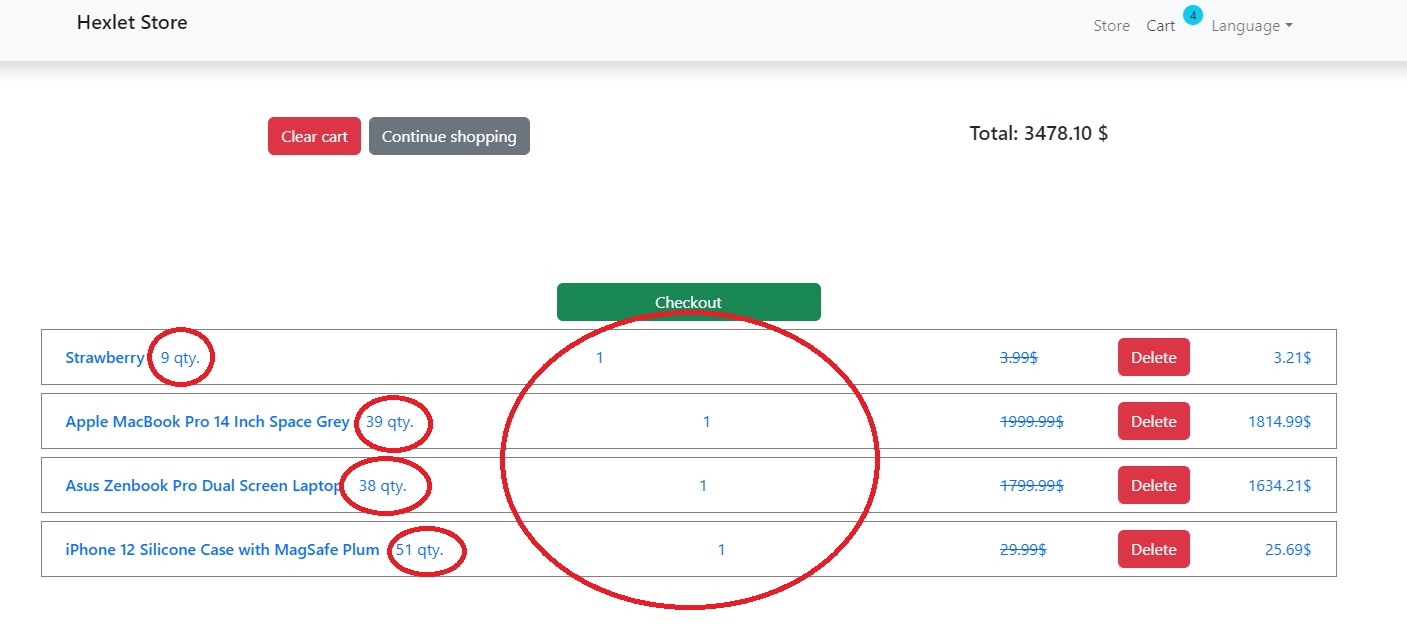 Hexlet Store Store Cart 4 Language
Clear cart Continue shopping Total: 3478.10 $
Checkout
Strawberry 9 qty. 1 3.99$ Delete 3.21$
Apple MacBook Pro 14 Inch Space Grey 39 qty. 1 1999.99$ Delete 1814.99$
Asus Zenbook Pro Dual Screen Laptop 38 qty. 1 1799.99$ Delete 1634.21$
iPhone 12 Silicone Case with MagSafe Plum 51 qty. 1 29.99$ Delete 25.69$